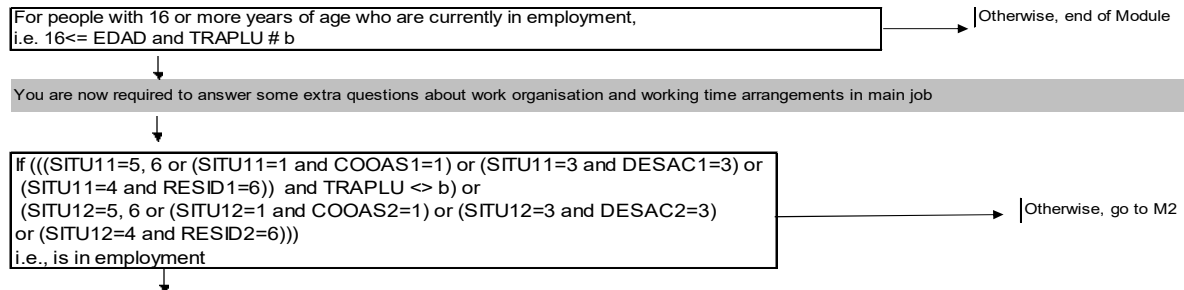 For people with 16 or more years of age who are currently in employment,
i.e. 16<= EDAD and TRAPLU # b
Otherwise, end of Module
You are now required to answer some extra questions about work organisation and working time arrangements in main job
If (((SITU11=5, 6 or (SITU11=1 and COOAS1=1) or (SITU11=3 and DESAC1=3) or
(SITU11=4 and RESID1=6)) and TRAPLU <> b) or
(SITU12=5, 6 or (SITU12=1 and COOAS2=1) or (SITU12=3 and DESAC2=3)
or (SITU12=4 and RESID2=6)))
i.e., is in employment
Otherwise, go to M2